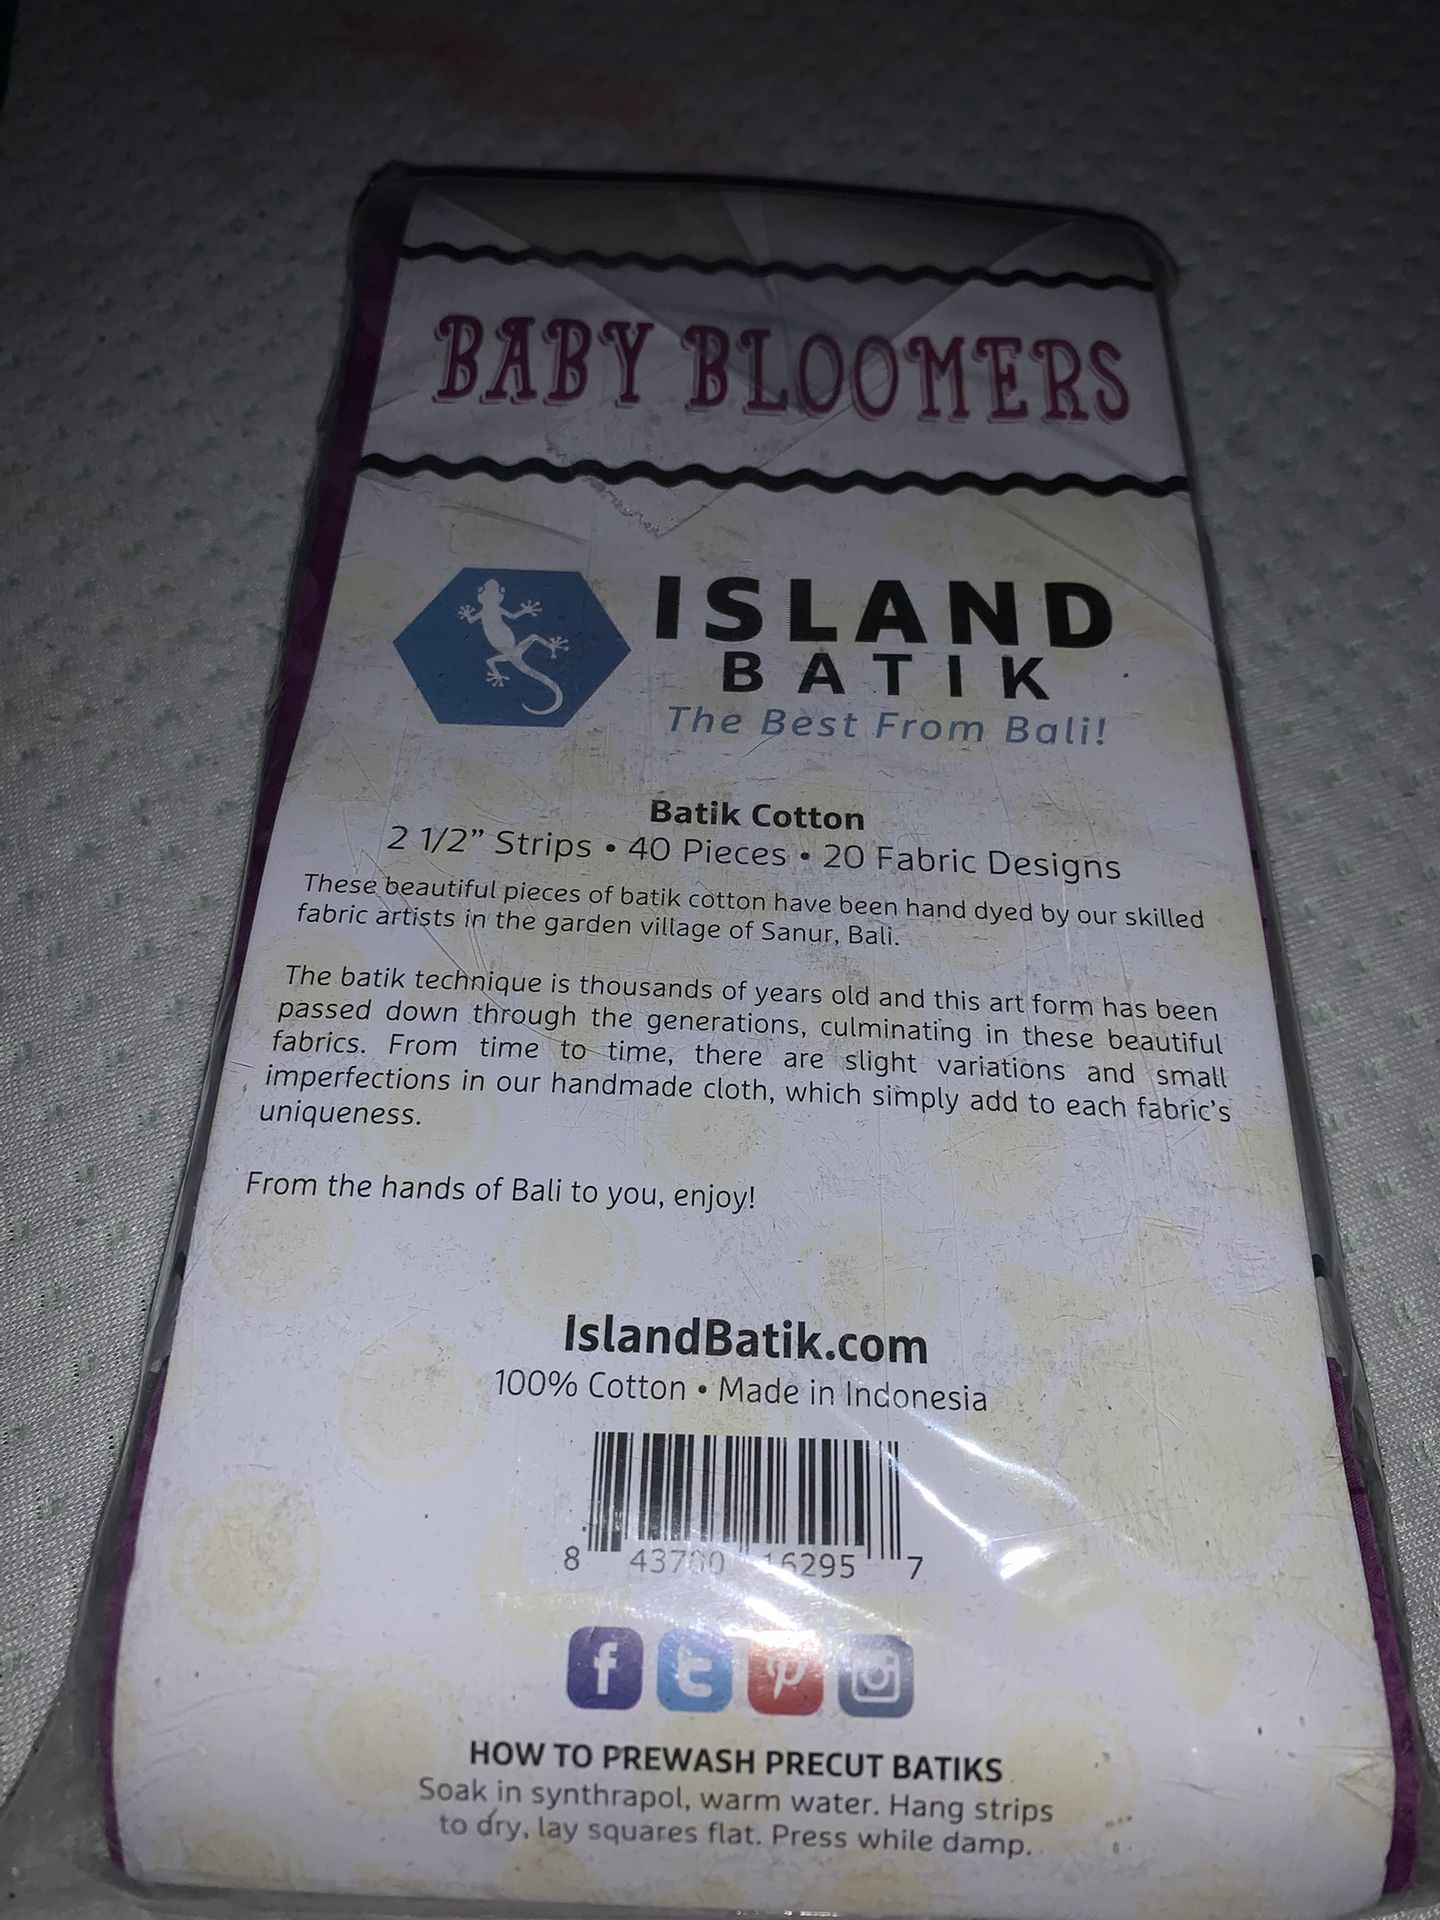 BABY BLOOMERS
ISLAND
BATIK
The Best From Bali!
Batik Cotton
2 1/2” Strips • 40 Pieces • 20 Fabric Designs
These beautiful pieces of batik cotton have been hand dyed by our skilled
fabric artists in the garden village of Sanur, Bali.
The batik technique is thousands of years old and this art form has been
passed down through the generations, culminating in these beautiful
fabrics. From time to time, there are slight variations and small
imperfections in our handmade cloth, which simply add to each fabric’s
uniqueness.
From the hands of Bali to you, enjoy!
IslandBatik.com
100% Cotton • Made in Indonesia
8 43700 16295 7
HOW TO PREWASH PRECUT BATIKS
Soak in synthrapol, warm water. Hang strips
to dry, lay squares flat. Press while damp.